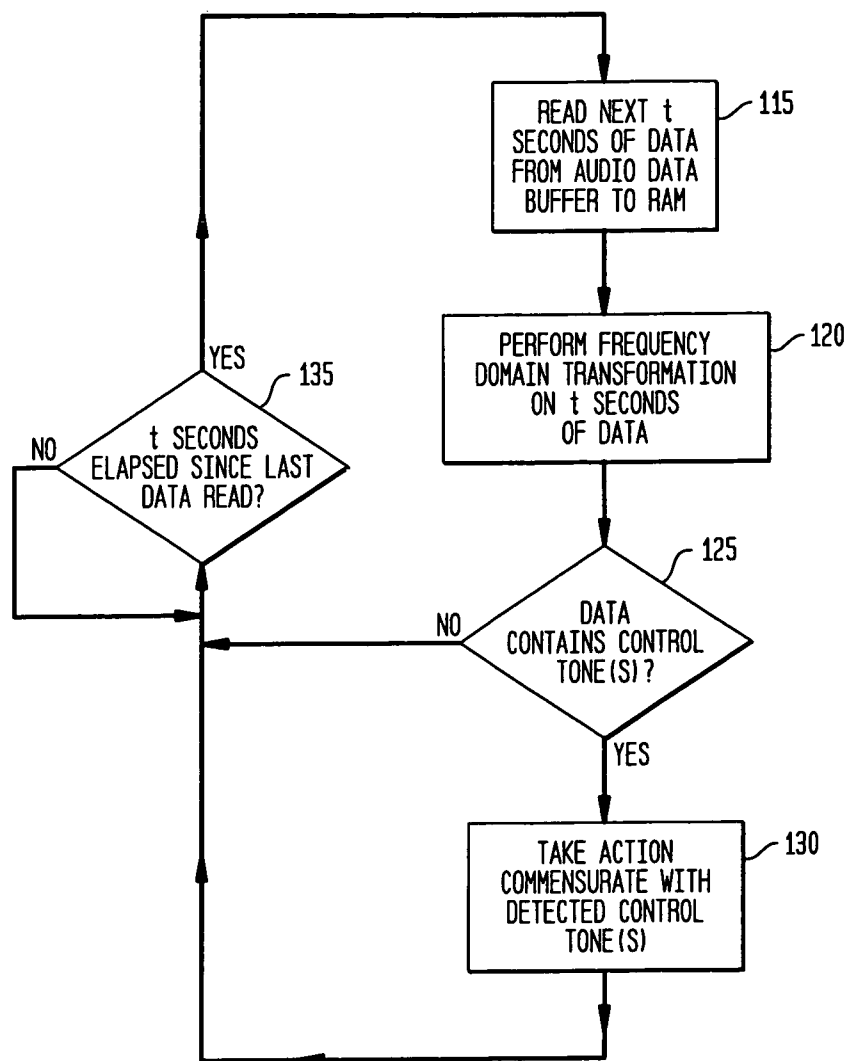 READ NEXT t
SECONDS OF DATA
FROM AUDIO DATA
BUFFER TO RAM
115
PERFORM FREQUENCY
DOMAIN TRANSFORMATION
ON t SECONDS
OF DATA
120
YES
135
NO
t SECONDS
ELAPSED SINCE LAST
DATA READ?
125
NO
DATA
CONTAINS CONTROL
TONE(S)?
YES
TAKE ACTION
COMMENSURATE WITH
DETECTED CONTROL
TONE(S)
130